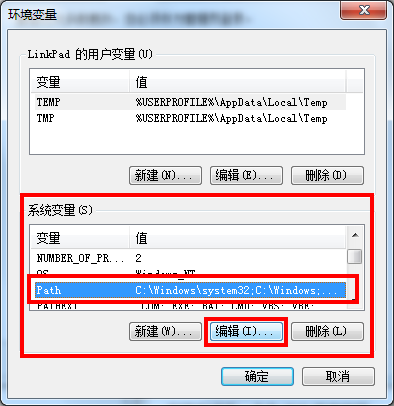 环境变量
LinkPad 的用户变量(U)
变量 值
TEMP %USERPROFILE%\AppData\Local\Temp
TMP %USERPROFILE%\AppData\Local\Temp
新建(N)... 编辑(E)... 删除(D)
系统变量(S)
变量 值
NUMBER_OF_PR... 2
OS Windows_NT
Path C:\Windows\system32;C:\Windows;...
PATHEXT .COM;.EXE;.BAT;.CMD;.VBS;.VBE;
新建(W)... 编辑(I)... 删除(L)
确定 取消